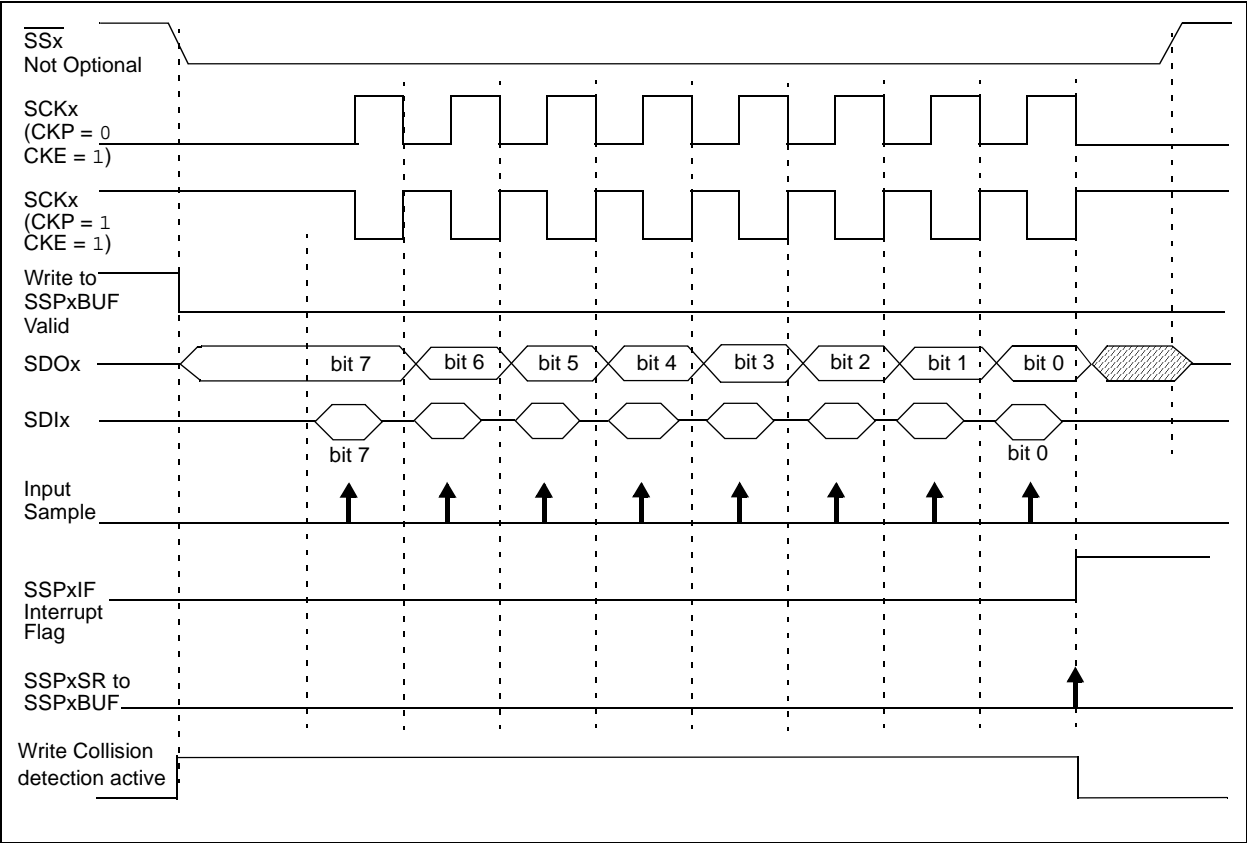 SSx
Not Optional
SCKx
(CKP = 0
CKE = 1)
SCKx
(CKP = 1
CKE = 1)
Write to
SSPxBUF
Valid
SDOx
bit 7
bit 6
bit 5
bit 4
bit 3
bit 2
bit 1
bit 0
SDIx
bit 7
bit 0
Input
Sample
SSPxIF
Interrupt
Flag
SSPxSR to
SSPxBUF
Write Collision
detection active